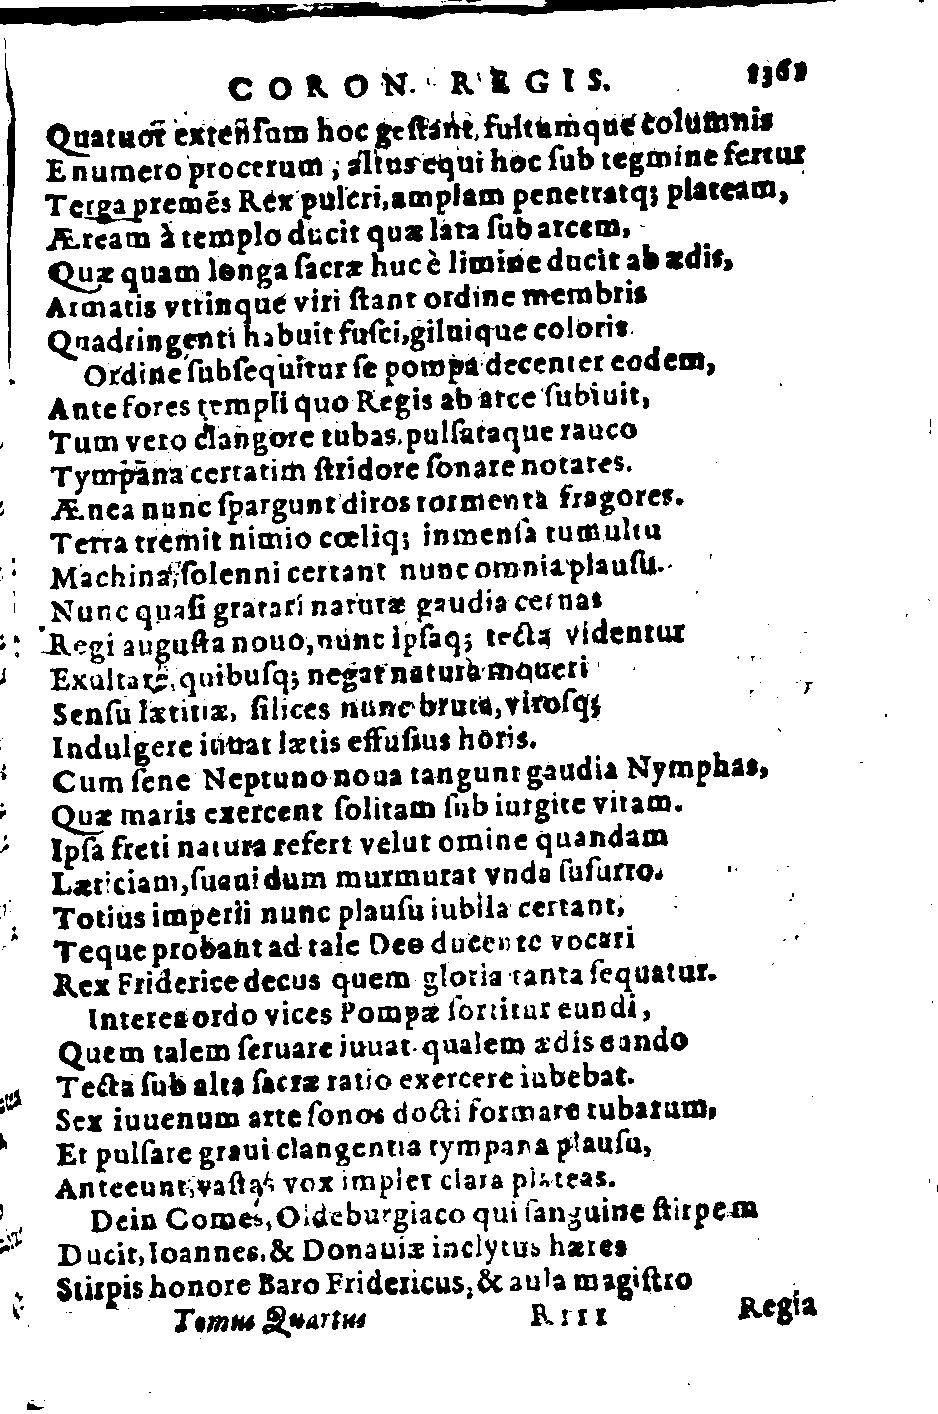 CORON. REGIS. 1361
Quatuor extensum hoc gestant, fultumque columnis
E numero procerum; altus equi hoc sub tegmine fertur
Terga premẽs Rex pulcri, amplam penetratq; plateam,
Æream à templo ducit quæ lata sub arcem,
Quæ quam longa sacræ huc è limine ducit ab ædis,
Armatis vtrinque viri stant ordine membris
Quadringenti habuit fusci, giluique coloris.
Ordine subsequitur se pompa decenter eodem,
Ante fores templi quo Regis ab arce subiuit,
Tum vero clangore tubas, pulsataque rauco
Tympana certatim stridore sonare notares.
Ænea nunc spargunt diros tormenta fragores.
Terra tremit nimio cœliq; inmensa tumultu
Machina, solenni certant nunc omnia plausu.
Nunc quasi gratari naturæ gaudia cernas
Regi augusta nouo, nunc ipsaq; tecta videntur
Exultare, quibusq; negat natura moueri
Sensu lætitiæ, silices nunc bruta, virosq;
Indulgere iuuat lætis effusius horis.
Cum sene Neptuno noua tangunt gaudia Nymphas,
Quæ maris exercent solitam sub iurgite vitam.
Ipsa freti natura refert velut omine quandam
Læticiam, suaui dum murmurat vnda susurro.
Totius imperii nunc plausu iubila certant,
Teque probant ad tale Deo ducente vocari
Rex Friderice decus quem gloria tanta sequatur.
Interea ordo vices Pompæ sortitur eundi,
Quem talem seruare iuuat qualem ædis eando
Tecta sub alta sacræ ratio exercere iubebat.
Sex iuuenum arte sonos docti formare tubarum,
Et pulsare graui clangentia tympana plausu,
Anteeunt, vastas vox implet clara plateas.
Dein Comes, Oldeburgiaco qui sanguine stirpem
Ducit, Ioannes, & Donauiæ inclytus hæres
Stirpis honore Baro Fridericus, & aula magistro
Tomus Quartus R III Regia